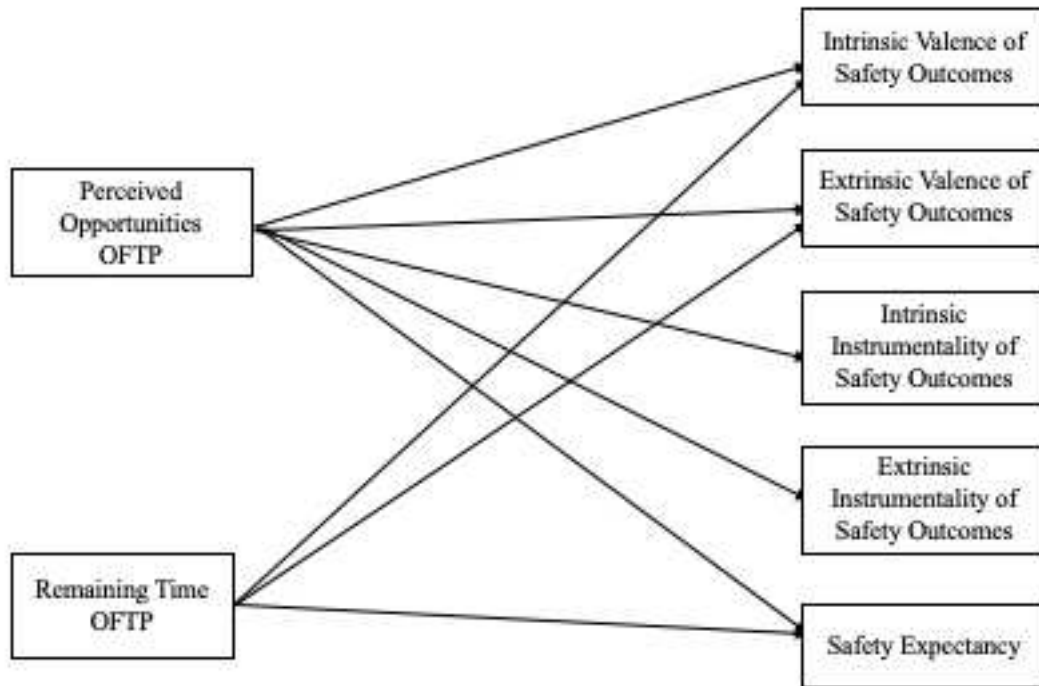 Intrinsic Valence of
Safety Outcomes
Perceived
Opportunities
OFTP
Extrinsic Valence of
Safety Outcomes
Intrinsic
Instrumentality of
Safety Outcomes
Extrinsic
Instrumentality of
Safety Outcomes
Remaining Time
OFTP
Safety Expectancy